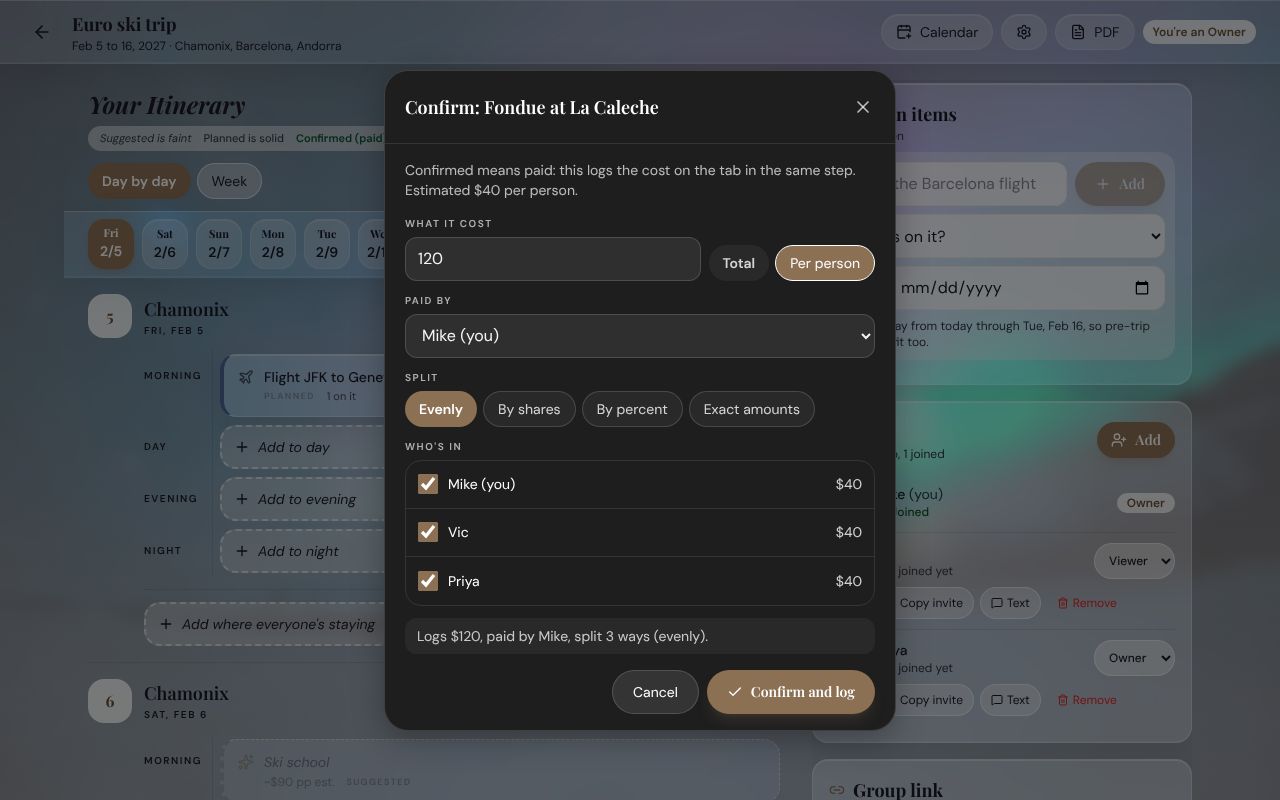 Euro ski trip
Feb 5 to 16, 2027 · Chamonix, Barcelona, Andorra
Calendar
PDF
You're an Owner
Your Itinerary
Suggested is faint Planned is solid Confirmed (paid
Day by day
Week
Fri 2/5
Sat 2/6
Sun 2/7
Mon 2/8
Tue 2/9
5
Chamonix
FRI, FEB 5
MORNING
Flight JFK to Gene
PLANNED 1 on it
DAY
+ Add to day
EVENING
+ Add to evening
NIGHT
+ Add to night
+ Add where everyone's staying
6
Chamonix
SAT, FEB 6
MORNING
Ski school
~$90 pp est. SUGGESTED
Confirm: Fondue at La Caleche
Confirmed means paid: this logs the cost on the tab in the same step.
Estimated $40 per person.
WHAT IT COST
120
Total
Per person
PAID BY
Mike (you)
SPLIT
Evenly
By shares
By percent
Exact amounts
WHO'S IN
Mike (you) $40
Vic $40
Priya $40
Logs $120, paid by Mike, split 3 ways (evenly).
Cancel
Confirm and log
n items
the Barcelona flight
+ Add
s on it?
mm/dd/yyyy
ay from today through Tue, Feb 16, so pre-trip
it too.
Add
, 1 joined
ke (you)
Owner
joined yet
Viewer
Copy invite
Text
Remove
ya
joined yet
Owner
Copy invite
Text
Remove
Group link